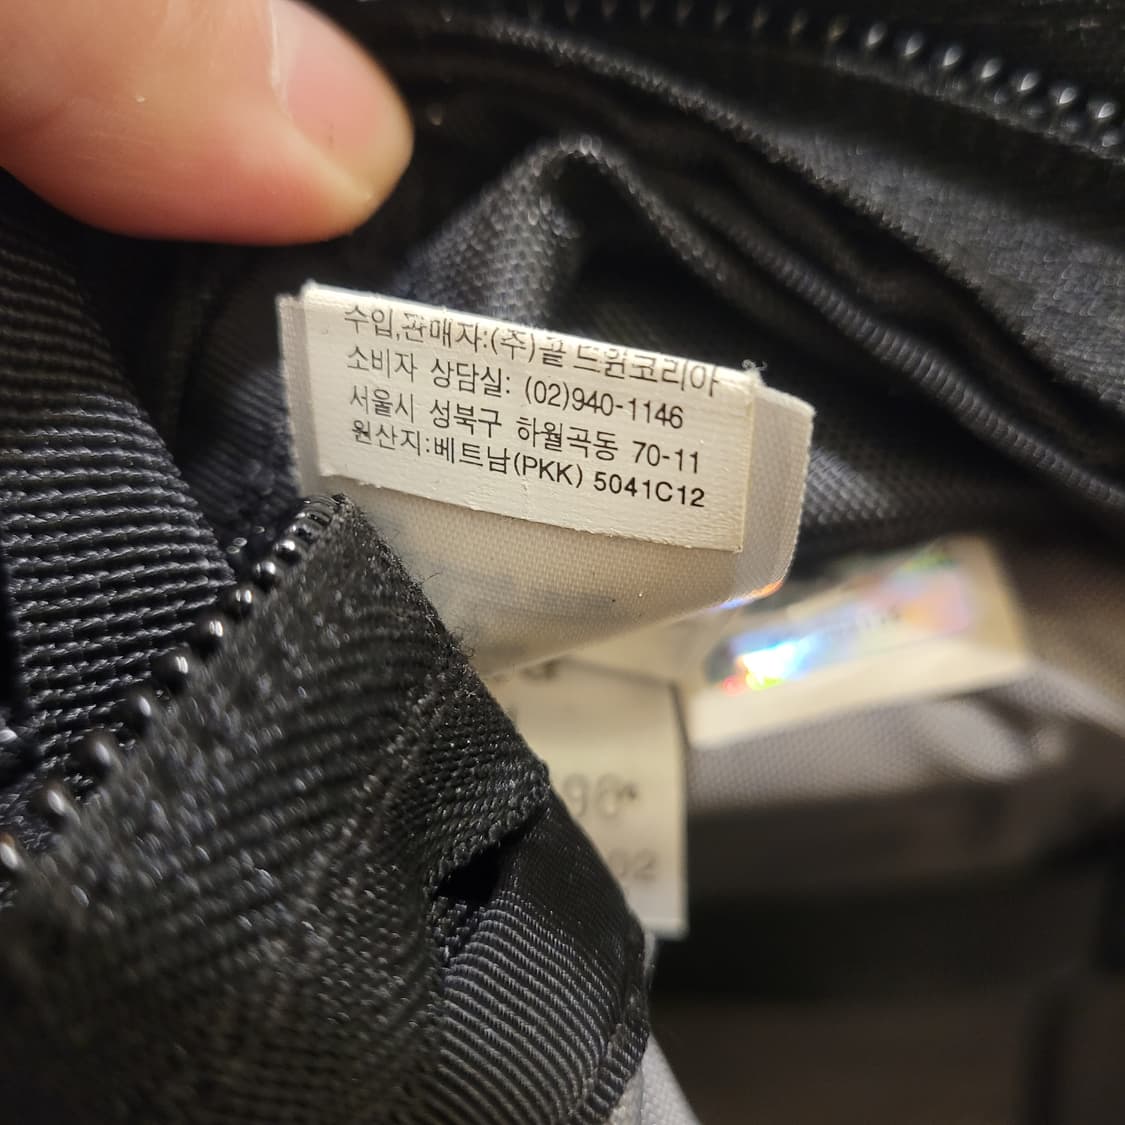 수입,판매자:(주)골드윈코리아
소비자 상담실: (02)940-1146
서울시 성북구 하월곡동 70-11
원산지:베트남(PKK) 5041C12
02